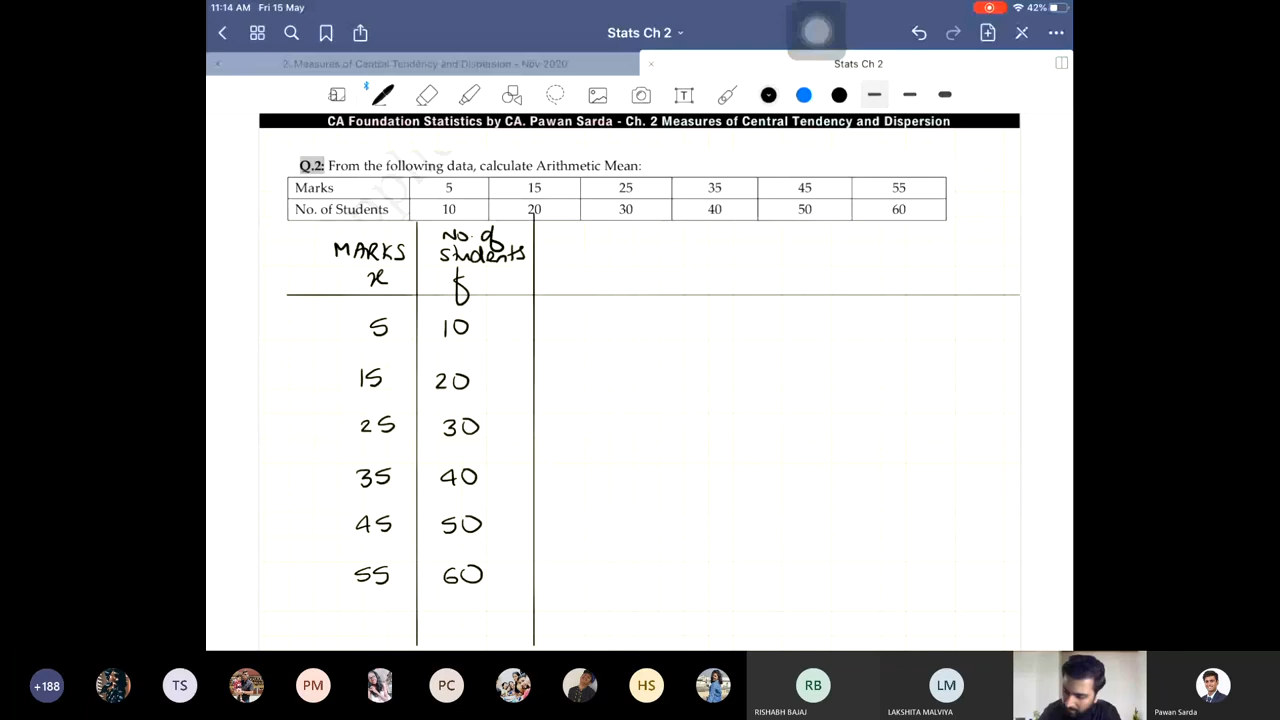 11:14 AM Fri 15 May
42%
Stats Ch 2
2. Measures of Central Tendency and Dispersion - Nov 2020
Stats Ch 2
CA Foundation Statistics by CA. Pawan Sarda - Ch. 2 Measures of Central Tendency and Dispersion
Q.2: From the following data, calculate Arithmetic Mean:
Marks 5 15 25 35 45 55
No. of Students 10 20 30 40 50 60
MARKS x
No. of students f
5 10
15 20
25 30
35 40
45 50
55 60
+188 TS PM PC HS RB LM
RISHABH BAJAJ LAKSHITA MALVIYA Pawan Sarda